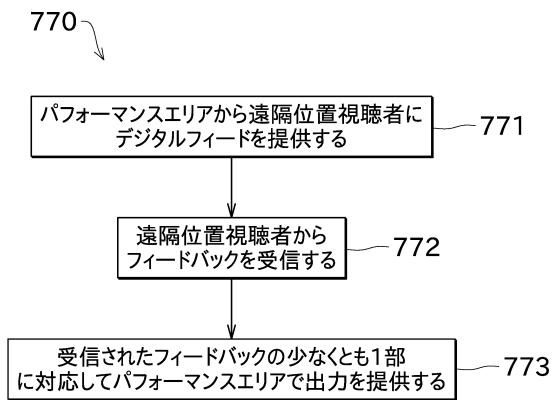 770
パフォーマンスエリアから遠隔位置視聴者に
デジタルフィードを提供する
771
遠隔位置視聴者から
フィードバックを受信する
772
受信されたフィードバックの少なくとも1部
に対応してパフォーマンスエリアで出力を提供する
773